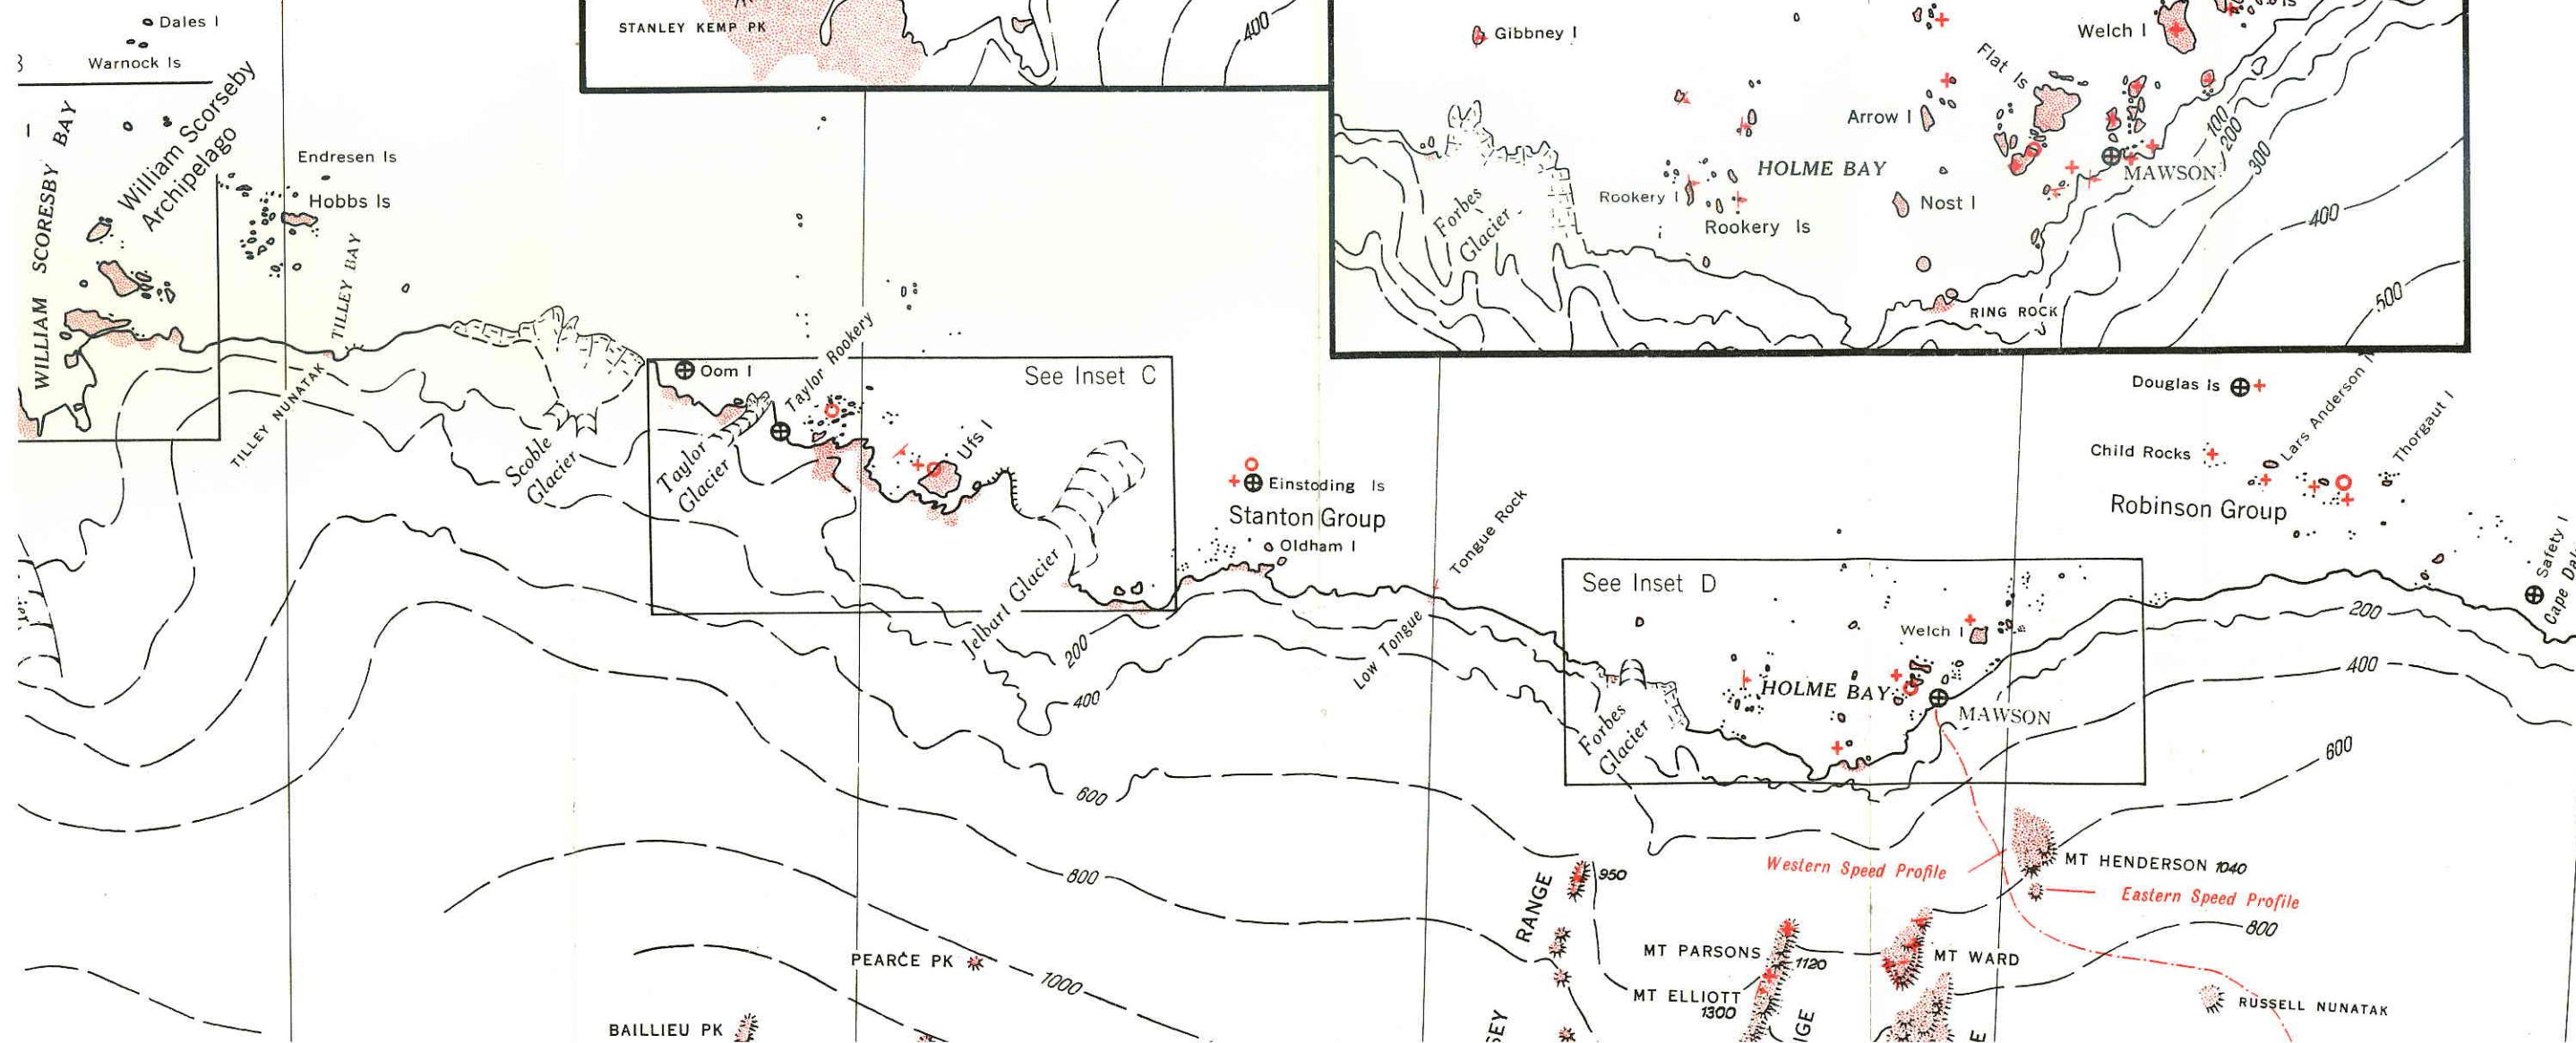 Dales I
Warnock Is
William Scorseby
Archipelago
WILLIAM SCORESBY BAY
Endresen Is
Hobbs Is
TILLEY BAY
TILLEY NUNATAK
STANLEY KEMP PK
400
Gibbney I
Welch I
Flat Is
Arrow I
HOLME BAY
MAWSON
100
200
300
400
500
Rookery I
Rookery Is
Nost I
Forbes
Glacier
RING ROCK
Scoble
Glacier
Oom I
Taylor Rookery
See Inset C
Taylor
Glacier
Ufs I
Jelbart Glacier
Einstoding Is
Stanton Group
Oldham I
Tongue Rock
Low Tongue
200
400
600
800
1000
See Inset D
Welch I
HOLME BAY
MAWSON
Forbes
Glacier
Douglas Is
Child Rocks
Lars Anderson
Thorgaut I
Robinson Group
Safety I
200
400
600
800
Western Speed Profile
MT HENDERSON 1040
Eastern Speed Profile
RANGE
950
MT PARSONS
1120
MT WARD
MT ELLIOTT
1300
RUSSELL NUNATAK
PEARCE PK
BAILLIEU PK